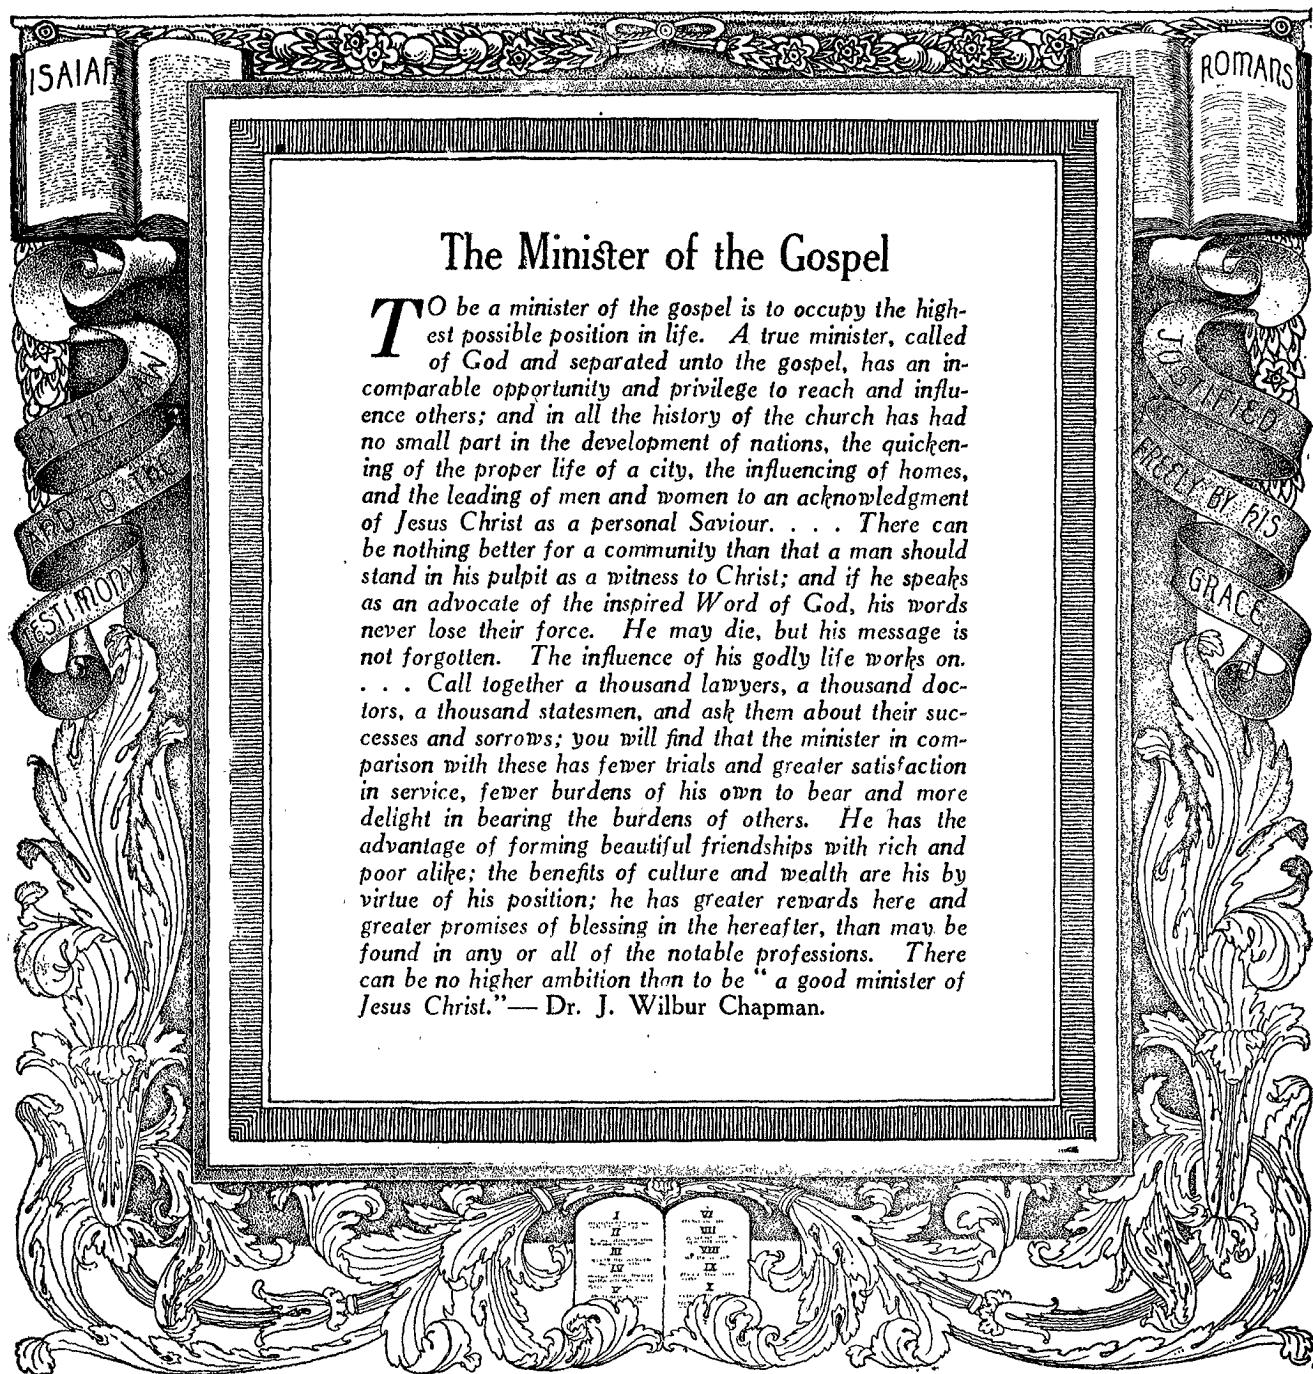 ISAIAH
ROMANS
TO THE LAW
AND TO THE
TESTIMONY
JUSTIFIED
FREELY BY HIS
GRACE
The Minister of the Gospel
TO be a minister of the gospel is to occupy the high-
est possible position in life. A true minister, called
of God and separated unto the gospel, has an in-
comparable opportunity and privilege to reach and influ-
ence others; and in all the history of the church has had
no small part in the development of nations, the quicken-
ing of the proper life of a city, the influencing of homes,
and the leading of men and women to an acknowledgment
of Jesus Christ as a personal Saviour. . . . There can
be nothing better for a community than that a man should
stand in his pulpit as a witness to Christ; and if he speaks
as an advocate of the inspired Word of God, his words
never lose their force. He may die, but his message is
not forgotten. The influence of his godly life works on.
. . . Call together a thousand lawyers, a thousand doc-
tors, a thousand statesmen, and ask them about their suc-
cesses and sorrows; you will find that the minister in com-
parison with these has fewer trials and greater satisfaction
in service, fewer burdens of his own to bear and more
delight in bearing the burdens of others. He has the
advantage of forming beautiful friendships with rich and
poor alike; the benefits of culture and wealth are his by
virtue of his position; he has greater rewards here and
greater promises of blessing in the hereafter, than may be
found in any or all of the notable professions. There
can be no higher ambition than to be " a good minister of
Jesus Christ."— Dr. J. Wilbur Chapman.
I
II
III
IV
V
VI
VII
VIII
IX
X